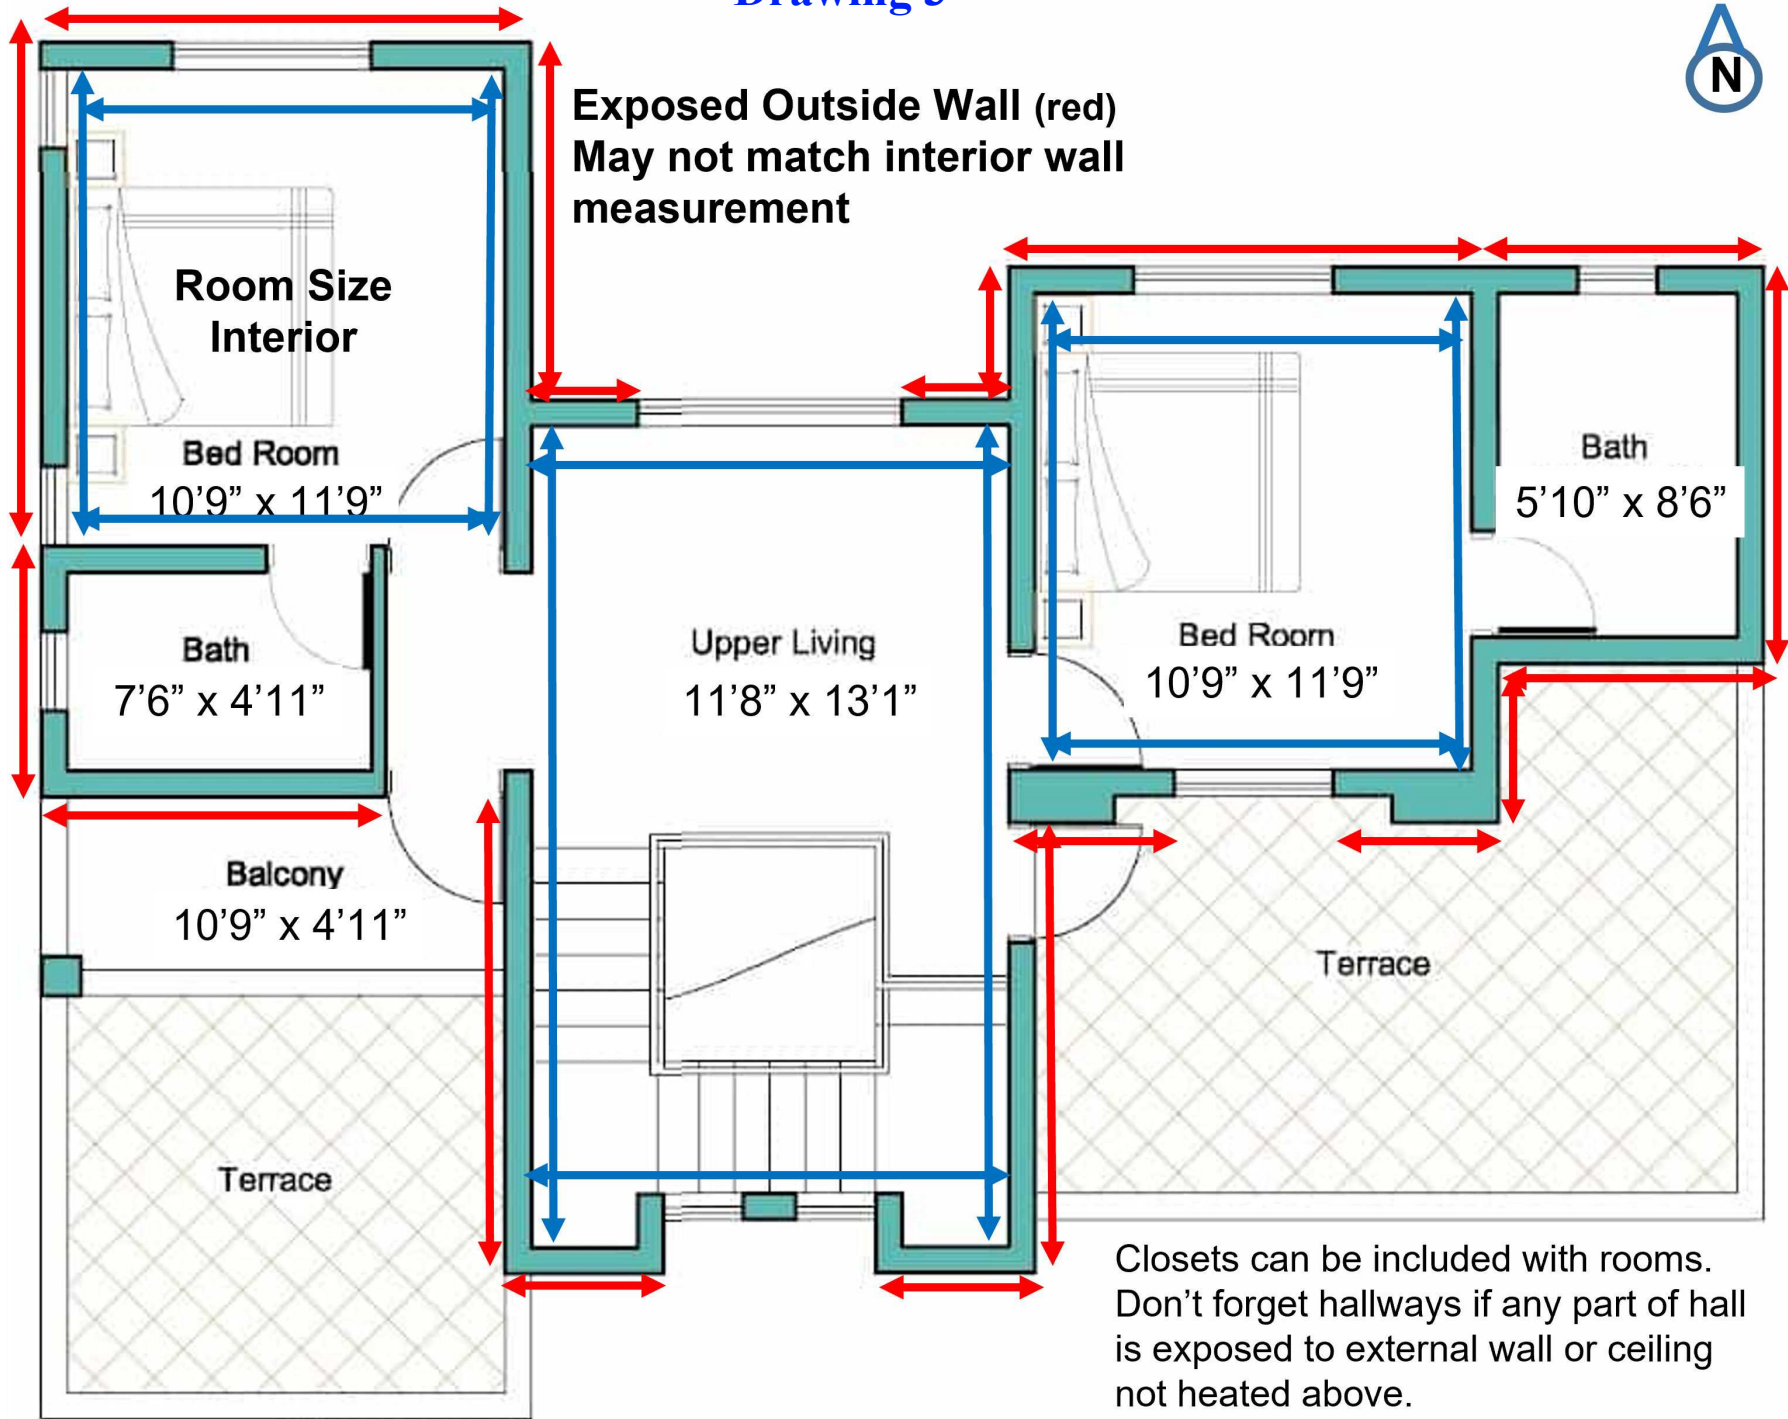 Drawing 3
N
Exposed Outside Wall (red)
May not match interior wall
measurement
Room Size
Interior
Bed Room
10’9” x 11’9”
Bath
5’10” x 8’6”
Bath
7’6” x 4’11”
Upper Living
11’8” x 13’1”
Bed Room
10’9” x 11’9”
Balcony
10’9” x 4’11”
Terrace
Terrace
Closets can be included with rooms.
Don’t forget hallways if any part of hall
is exposed to external wall or ceiling
not heated above.